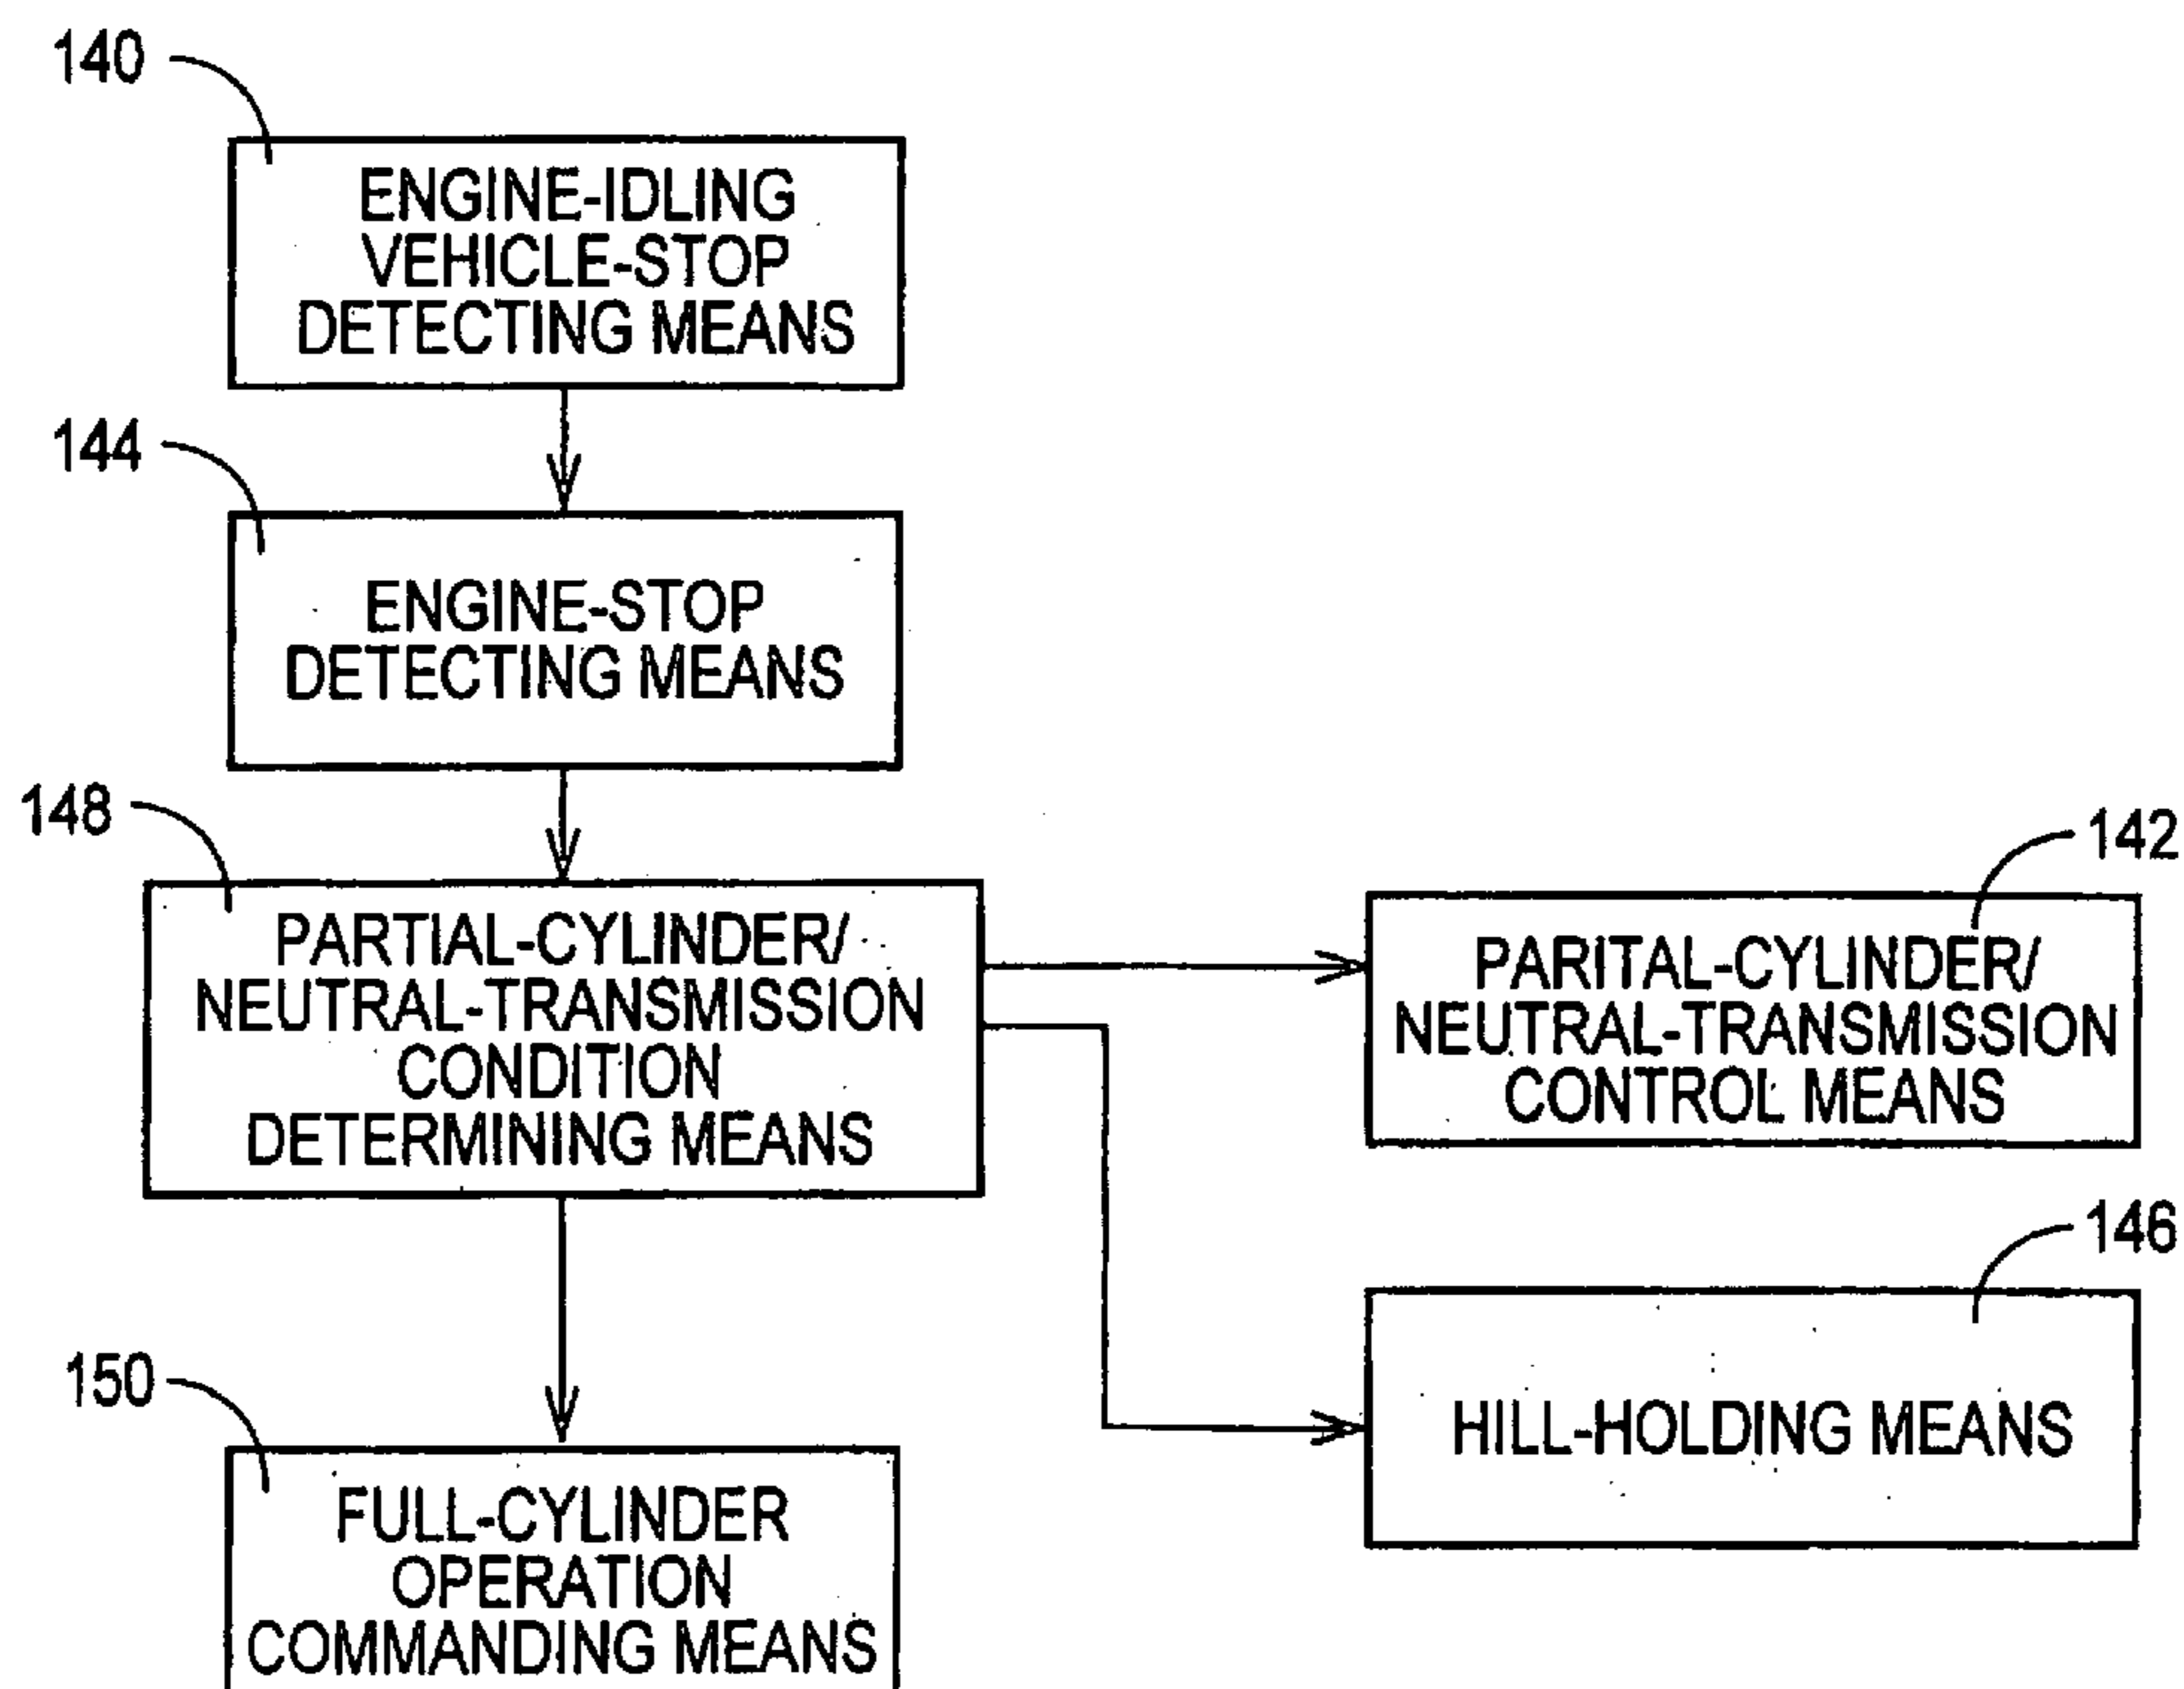 140
ENGINE-IDLING
VEHICLE-STOP
DETECTING MEANS
144
ENGINE-STOP
DETECTING MEANS
148
PARTIAL-CYLINDER/
NEUTRAL-TRANSMISSION
CONDITION
DETERMINING MEANS
142
PARITAL-CYLINDER/
NEUTRAL-TRANSMISSION
CONTROL MEANS
146
HILL-HOLDING MEANS
150
FULL-CYLINDER
OPERATION
COMMANDING MEANS